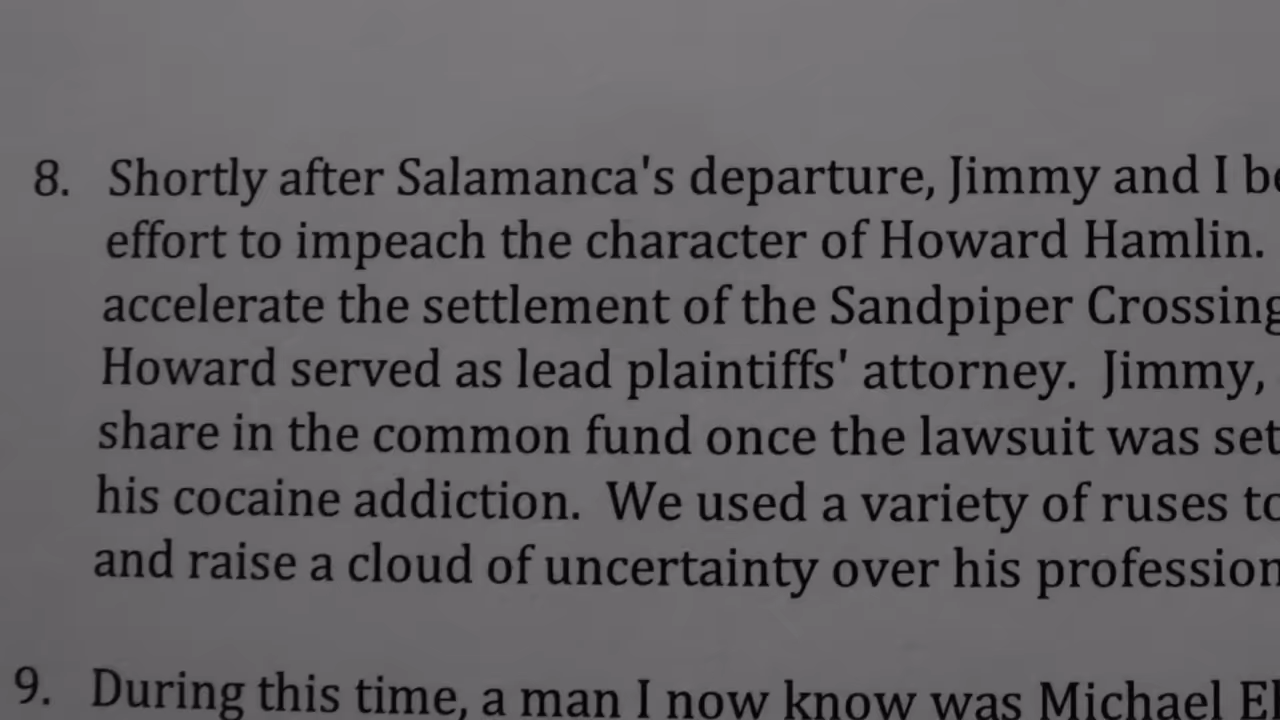 8. Shortly after Salamanca's departure, Jimmy and I
effort to impeach the character of Howard Hamlin.
accelerate the settlement of the Sandpiper Crossing
Howard served as lead plaintiffs' attorney. Jimmy,
share in the common fund once the lawsuit was
his cocaine addiction. We used a variety of ruses
and raise a cloud of uncertainty over his
9. During this time, a man I now know was Michael